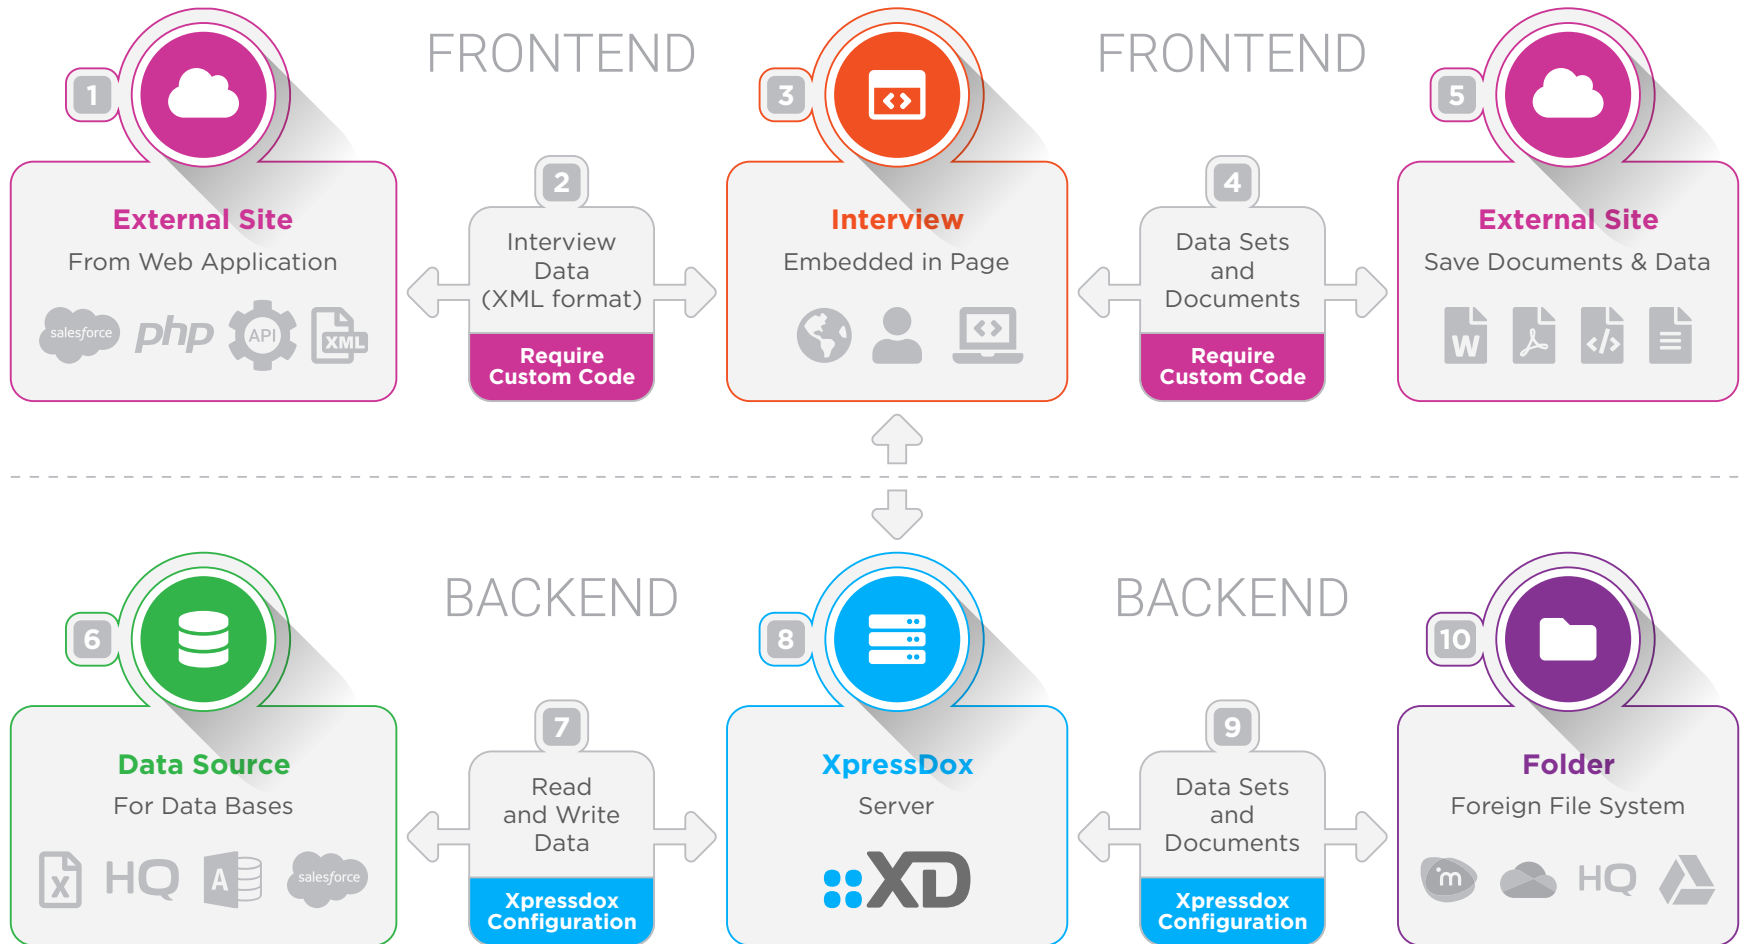 FRONTEND
FRONTEND
1
External Site
From Web Application
salesforce
php
API
XML
2
Interview
Data
(XML format)
Require
Custom Code
3
Interview
Embedded in Page
4
Data Sets
and
Documents
Require
Custom Code
5
External Site
Save Documents & Data
W
BACKEND
BACKEND
6
Data Source
For Data Bases
X
HQ
A
salesforce
7
Read
and Write
Data
Xpressdox
Configuration
8
XpressDox
Server
XD
9
Data Sets
and
Documents
Xpressdox
Configuration
10
Folder
Foreign File System
m
HQ